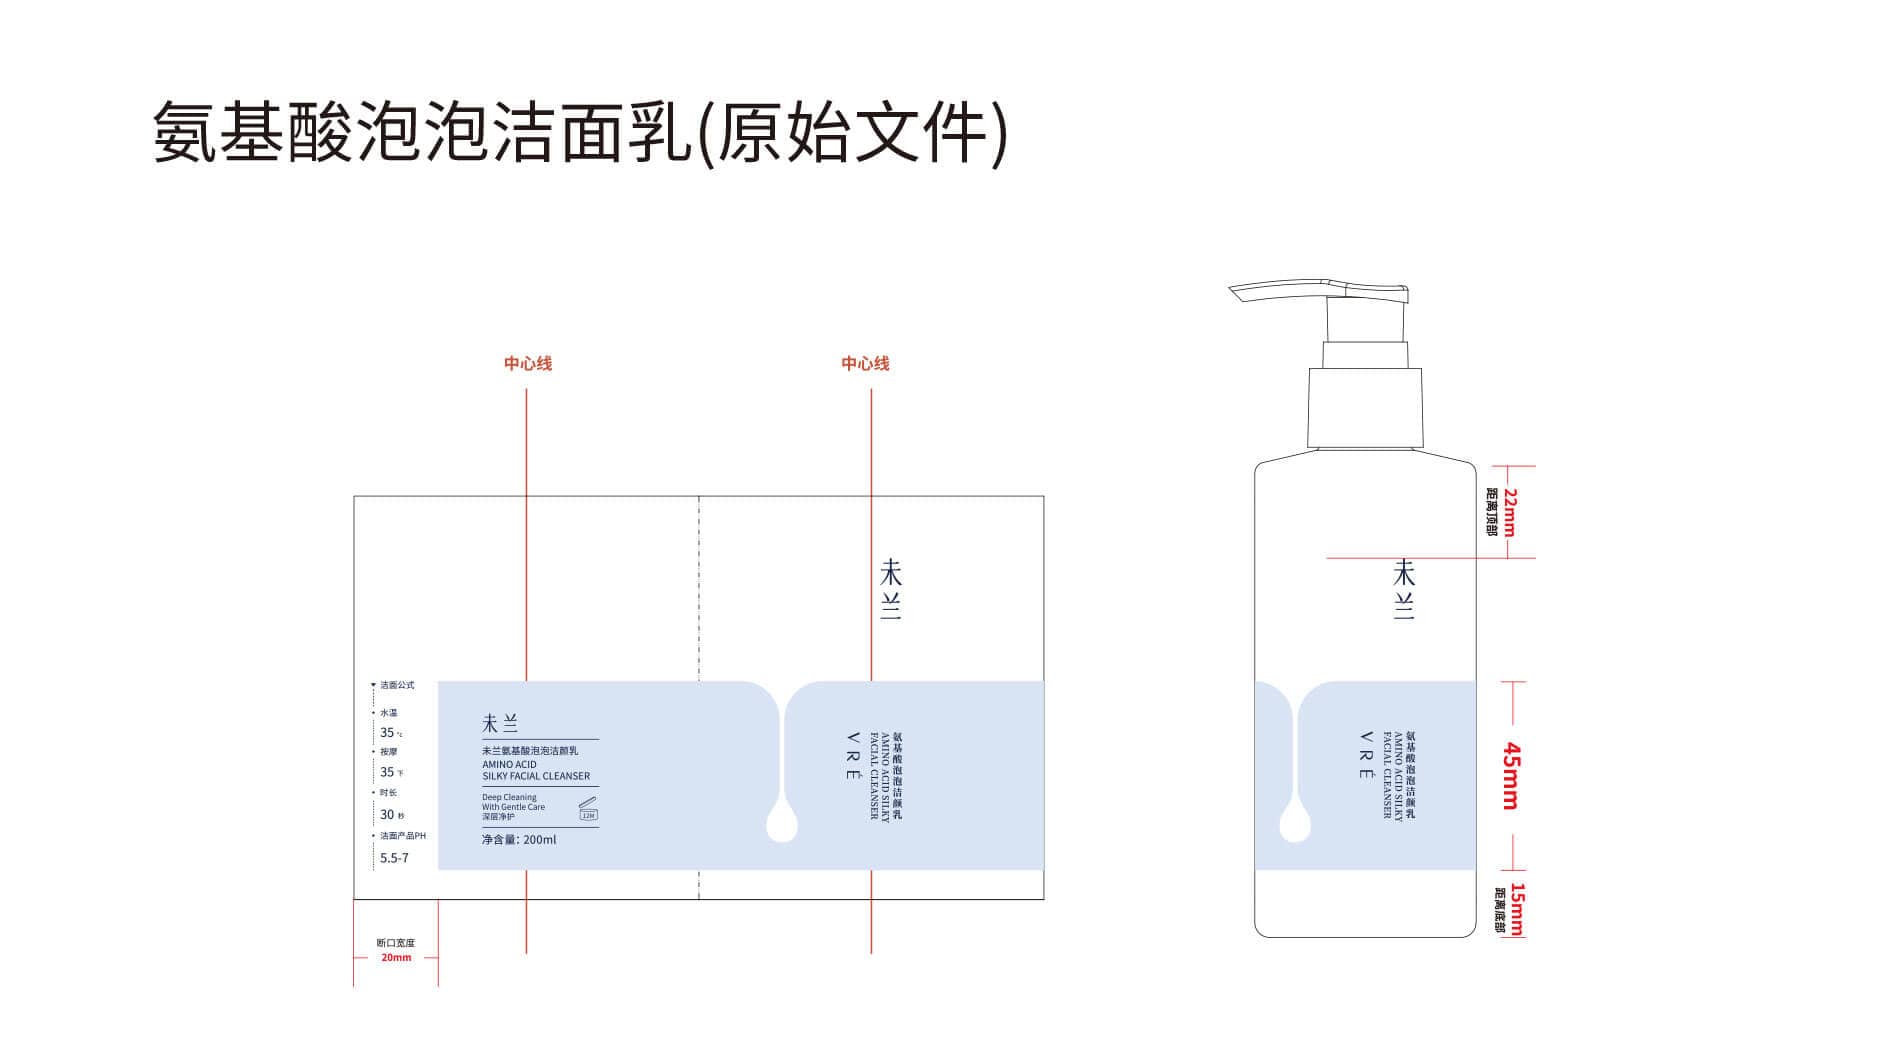 氨基酸泡泡洁面乳(原始文件)
中心线
中心线
未兰
洁面公式
水温
35 ℃
按摩
35 下
时长
30 秒
洁面产品PH
5.5-7
未兰
未兰氨基酸泡泡洁颜乳
AMINO ACID
SILKY FACIAL CLEANSER
Deep Cleaning
With Gentle Care
深层净护
12M
净含量：200ml
氨基酸泡泡洁颜乳
AMINO ACID SILKY
FACIAL CLEANSER
VRÉ
断口宽度
20mm
22mm
距离顶部
未兰
氨基酸泡泡洁颜乳
AMINO ACID SILKY
FACIAL CLEANSER
VRÉ
45mm
15mm
距离底部